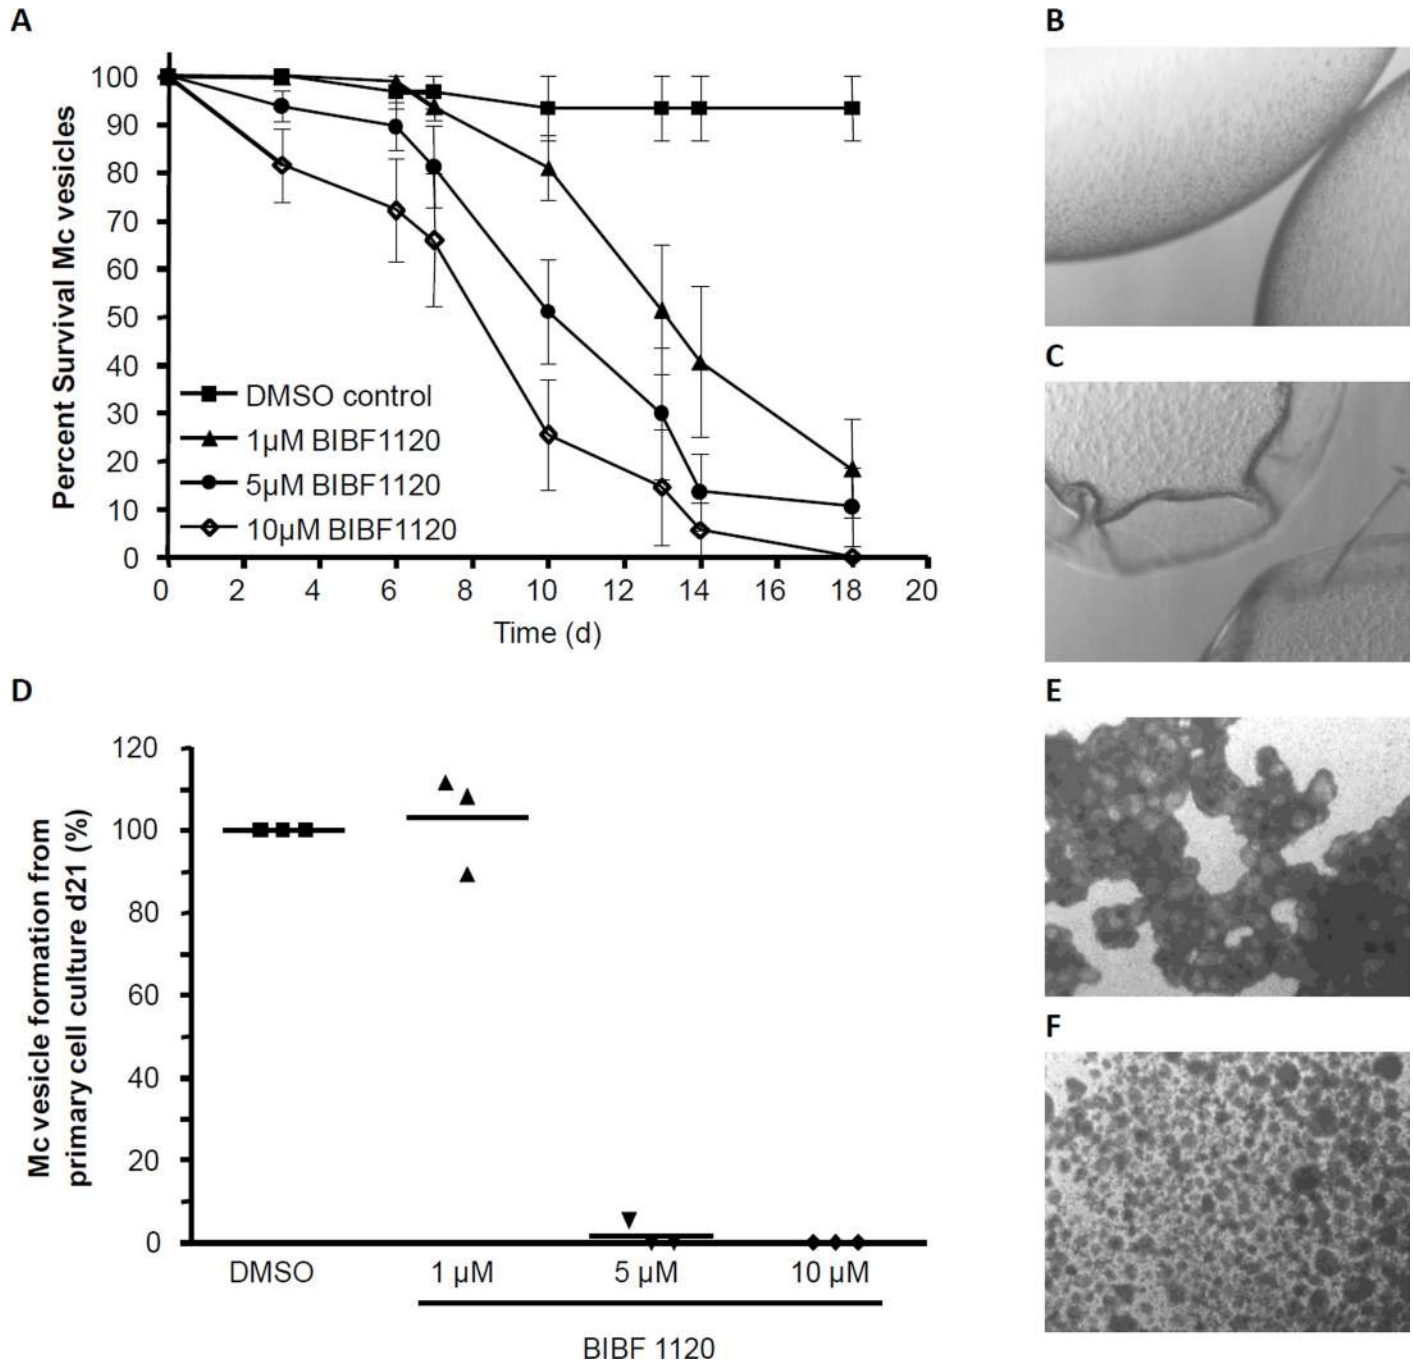 A
100
90
80
70
60
50
40
30
20
10
0
Percent Survival Mc vesicles
DMSO control
1µM BIBF1120
5µM BIBF1120
10µM BIBF1120
0 2 4 6 8 10 12 14 16 18 20
Time (d)
B
C
D
120
100
80
60
40
20
0
Mc vesicle formation from
primary cell culture d21 (%)
DMSO 1 µM 5 µM 10 µM
BIBF 1120
E
F